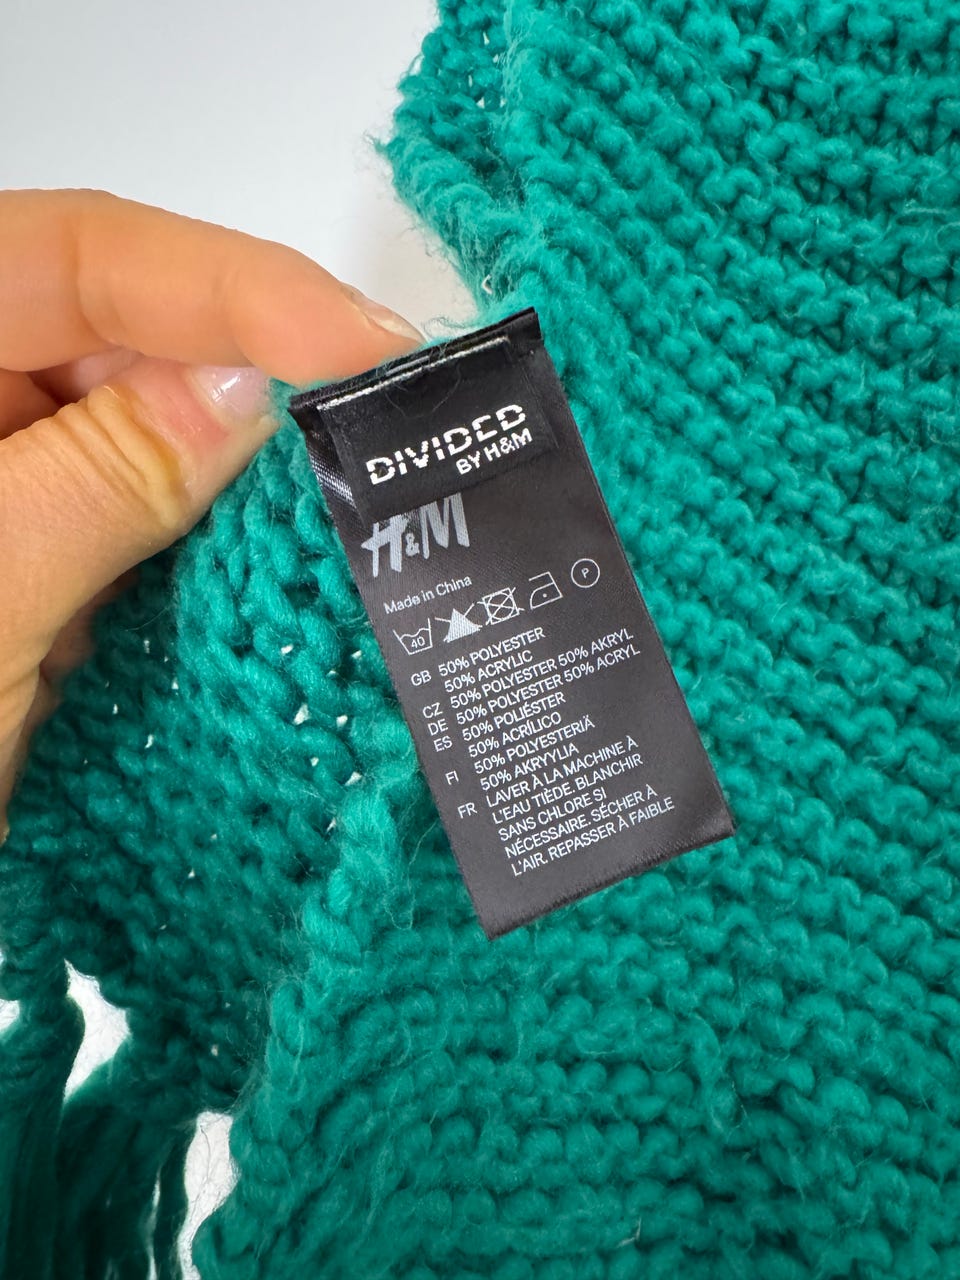 DIVIDED
BY H&M
H&M
Made in China
40
P
GB 50% POLYESTER
50% ACRYLIC
CZ 50% POLYESTER 50% AKRYL
DE 50% POLYESTER 50% ACRYL
ES 50% POLIÉSTER
50% ACRÍLICO
FI 50% POLYESTERIÄ
50% AKRYYLIA
FR LAVER À LA MACHINE À
L'EAU TIÈDE. BLANCHIR
SANS CHLORE SI
NÉCESSAIRE. SÉCHER À
L'AIR. REPASSER À FAIBLE